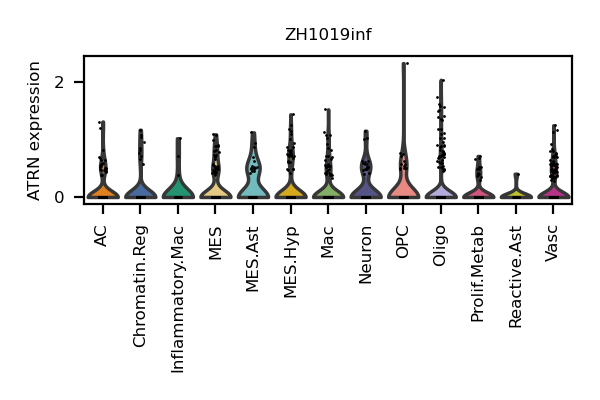 ZH1019inf
ATRN expression
2
0
AC
Chromatin.Reg
Inflammatory.Mac
MES
MES.Ast
MES.Hyp
Mac
Neuron
OPC
Oligo
Prolif.Metab
Reactive.Ast
Vasc